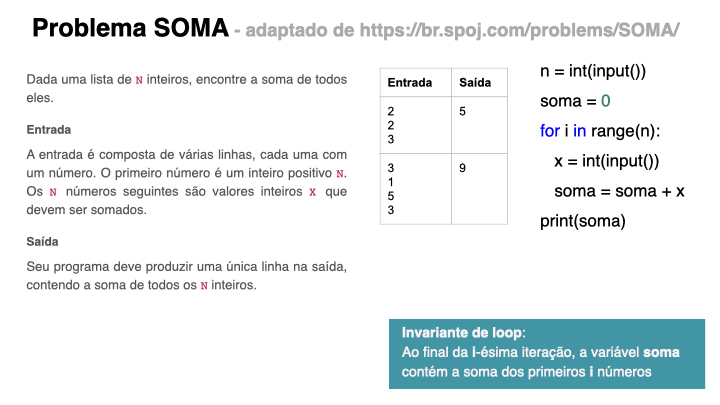 Problema SOMA - adaptado de https://br.spoj.com/problems/SOMA/
Dada uma lista de N inteiros, encontre a soma de todos
eles.
Entrada
A entrada é composta de várias linhas, cada uma com
um número. O primeiro número é um inteiro positivo N.
Os N números seguintes são valores inteiros X que
devem ser somados.
Saída
Seu programa deve produzir uma única linha na saída,
contendo a soma de todos os N inteiros.
Entrada Saída
2 5
2
3
3 9
1
5
3
n = int(input())
soma = 0
for i in range(n):
x = int(input())
soma = soma + x
print(soma)
Invariante de loop:
Ao final da i-ésima iteração, a variável soma
contém a soma dos primeiros i números